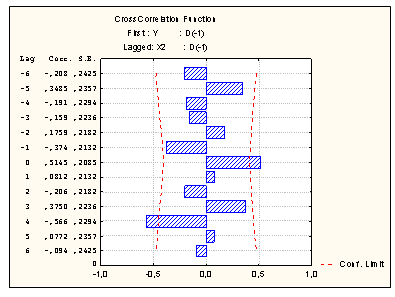 Cross Correlation Function
First : Y : D(-1)
Lagged: X2 : D(-1)
Lag Corr. S.E.
-6 -,208 ,2425
-5 ,3485 ,2357
-4 -,191 ,2294
-3 -,159 ,2236
-2 ,1759 ,2182
-1 -,374 ,2132
0 ,5145 ,2085
1 ,0812 ,2132
2 -,206 ,2182
3 ,3750 ,2236
4 -,566 ,2294
5 ,0772 ,2357
6 -,094 ,2425
0
-1,0 -0,5 0,0 0,5 1,0
Conf. Limit